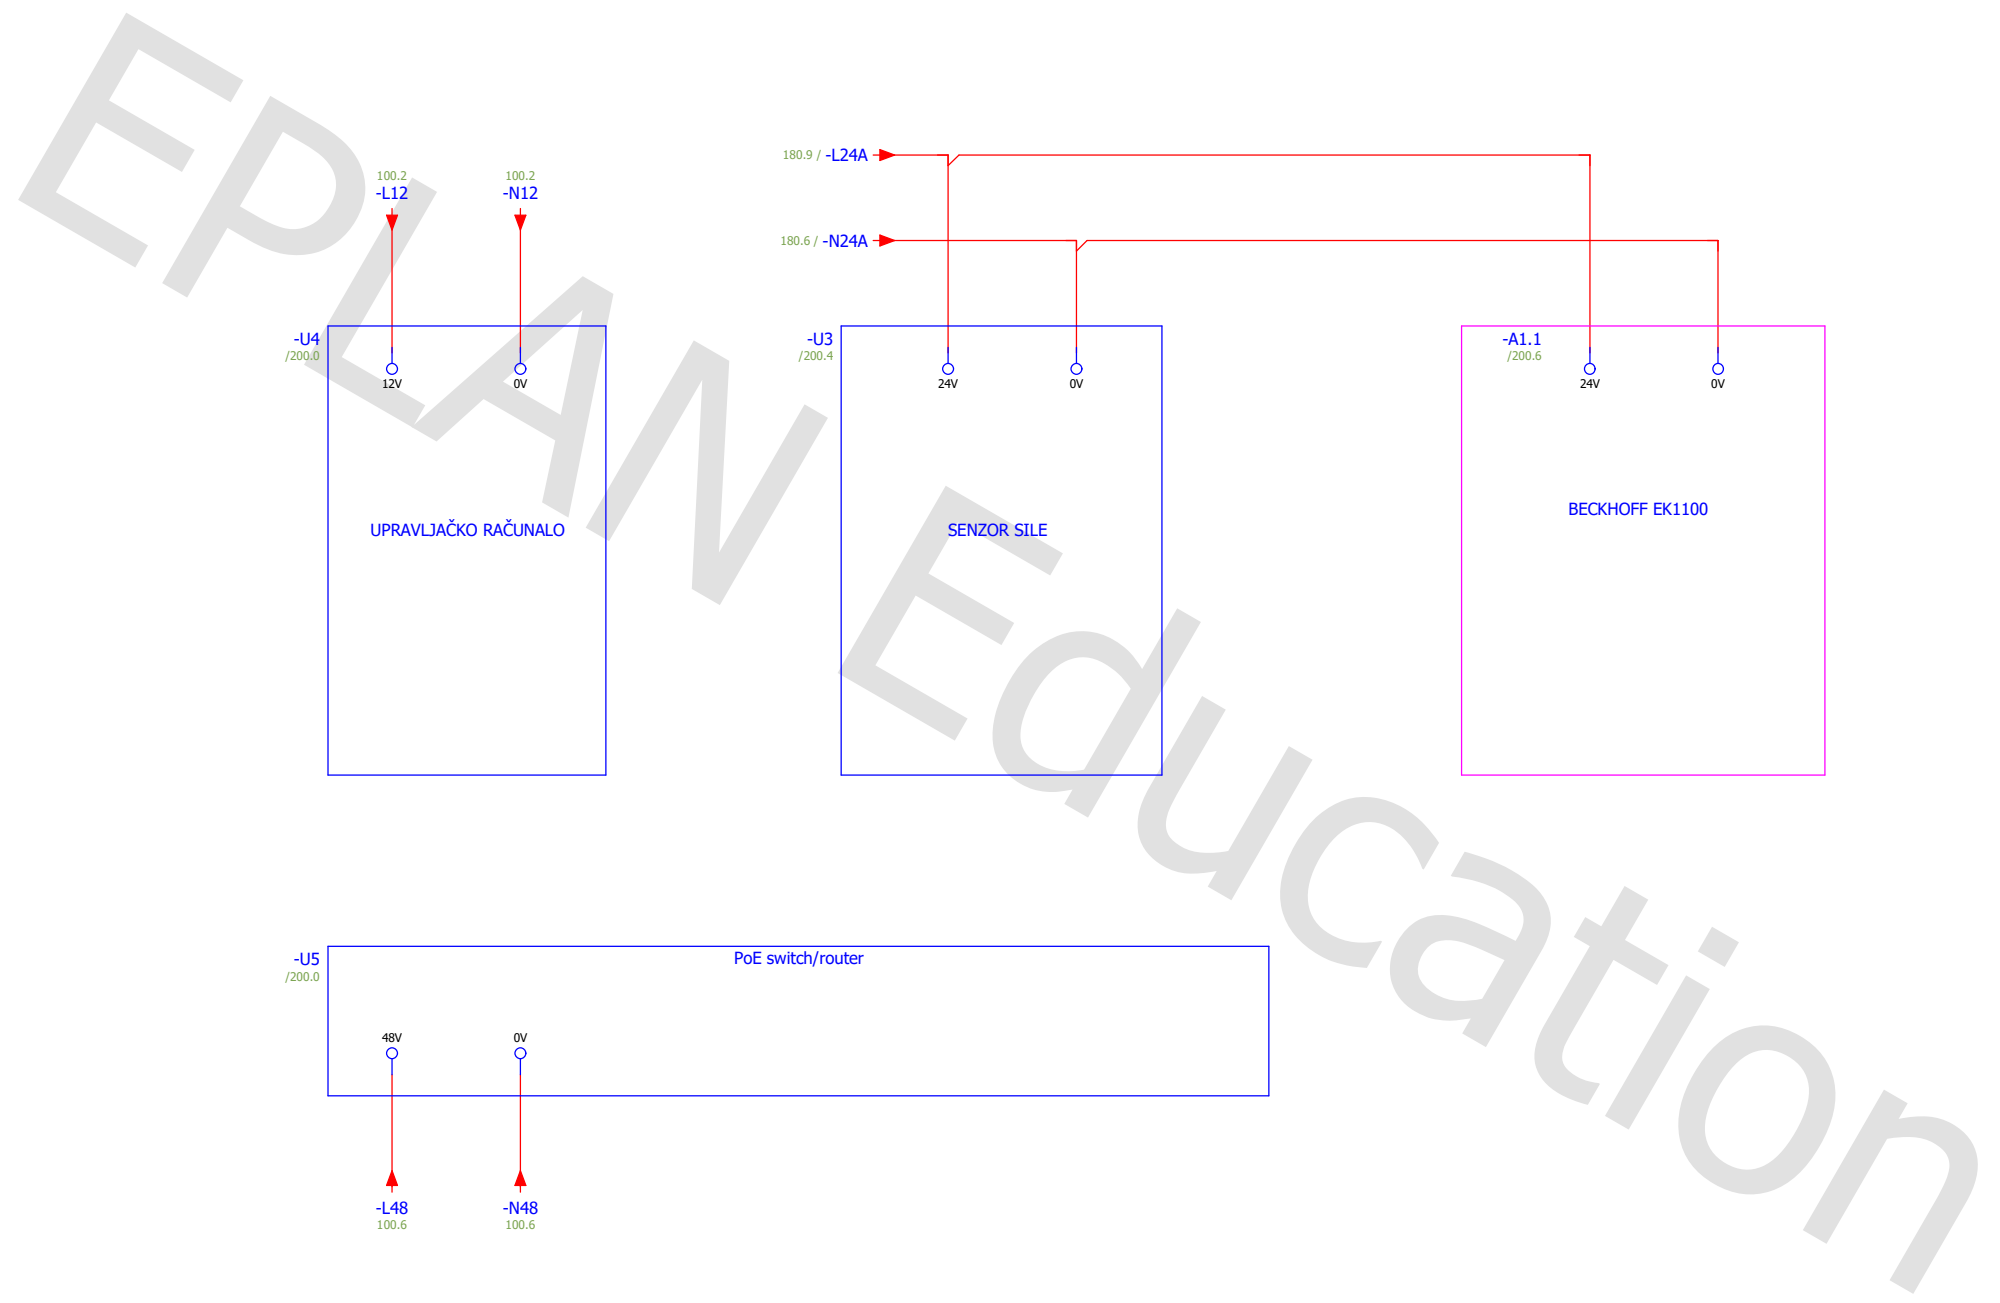 EPLAN Education
180.9 / -L24A
100.2
-L12
100.2
-N12
180.6 / -N24A
-U4
/200.0
12V
0V
UPRAVLJAČKO RAČUNALO
-U3
/200.4
24V
0V
SENZOR SILE
-A1.1
/200.6
24V
0V
BECKHOFF EK1100
-U5
/200.0
PoE switch/router
48V
0V
-L48
100.6
-N48
100.6